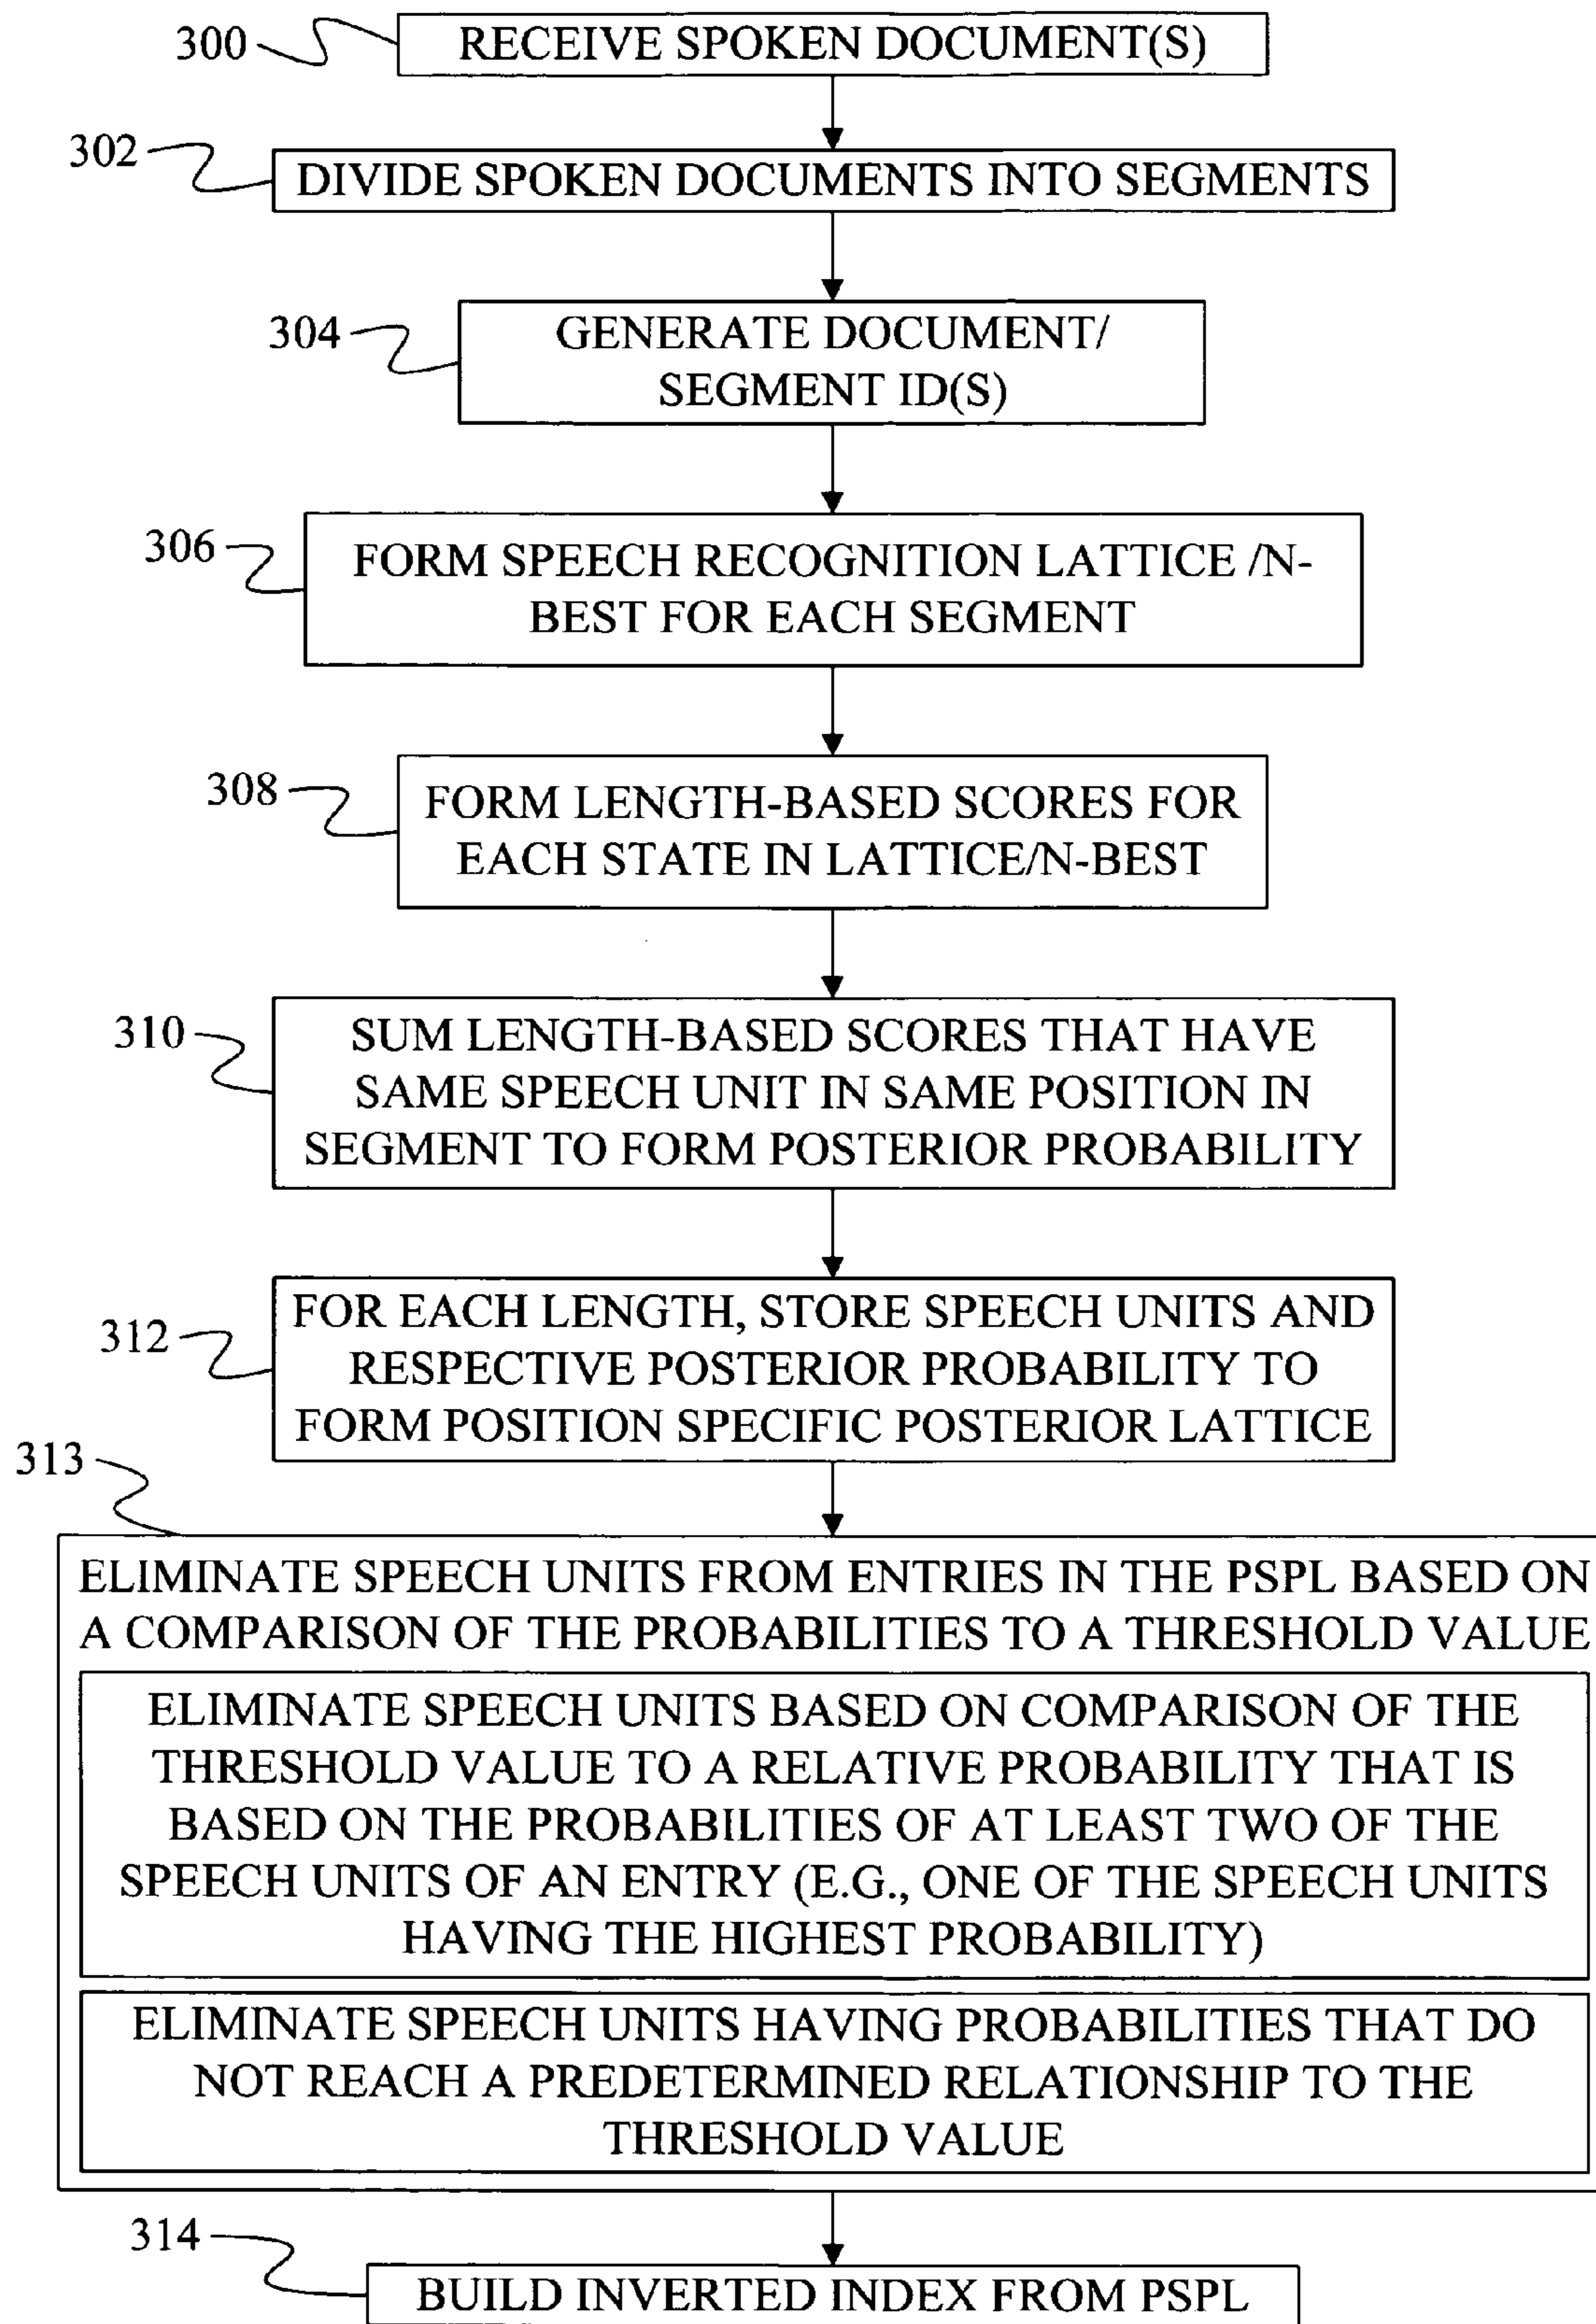 300
RECEIVE SPOKEN DOCUMENT(S)
302
DIVIDE SPOKEN DOCUMENTS INTO SEGMENTS
304
GENERATE DOCUMENT/
SEGMENT ID(S)
306
FORM SPEECH RECOGNITION LATTICE /N-
BEST FOR EACH SEGMENT
308
FORM LENGTH-BASED SCORES FOR
EACH STATE IN LATTICE/N-BEST
310
SUM LENGTH-BASED SCORES THAT HAVE
SAME SPEECH UNIT IN SAME POSITION IN
SEGMENT TO FORM POSTERIOR PROBABILITY
312
FOR EACH LENGTH, STORE SPEECH UNITS AND
RESPECTIVE POSTERIOR PROBABILITY TO
FORM POSITION SPECIFIC POSTERIOR LATTICE
313
ELIMINATE SPEECH UNITS FROM ENTRIES IN THE PSPL BASED ON
A COMPARISON OF THE PROBABILITIES TO A THRESHOLD VALUE
ELIMINATE SPEECH UNITS BASED ON COMPARISON OF THE
THRESHOLD VALUE TO A RELATIVE PROBABILITY THAT IS
BASED ON THE PROBABILITIES OF AT LEAST TWO OF THE
SPEECH UNITS OF AN ENTRY (E.G., ONE OF THE SPEECH UNITS
HAVING THE HIGHEST PROBABILITY)
ELIMINATE SPEECH UNITS HAVING PROBABILITIES THAT DO
NOT REACH A PREDETERMINED RELATIONSHIP TO THE
THRESHOLD VALUE
314
BUILD INVERTED INDEX FROM PSPL